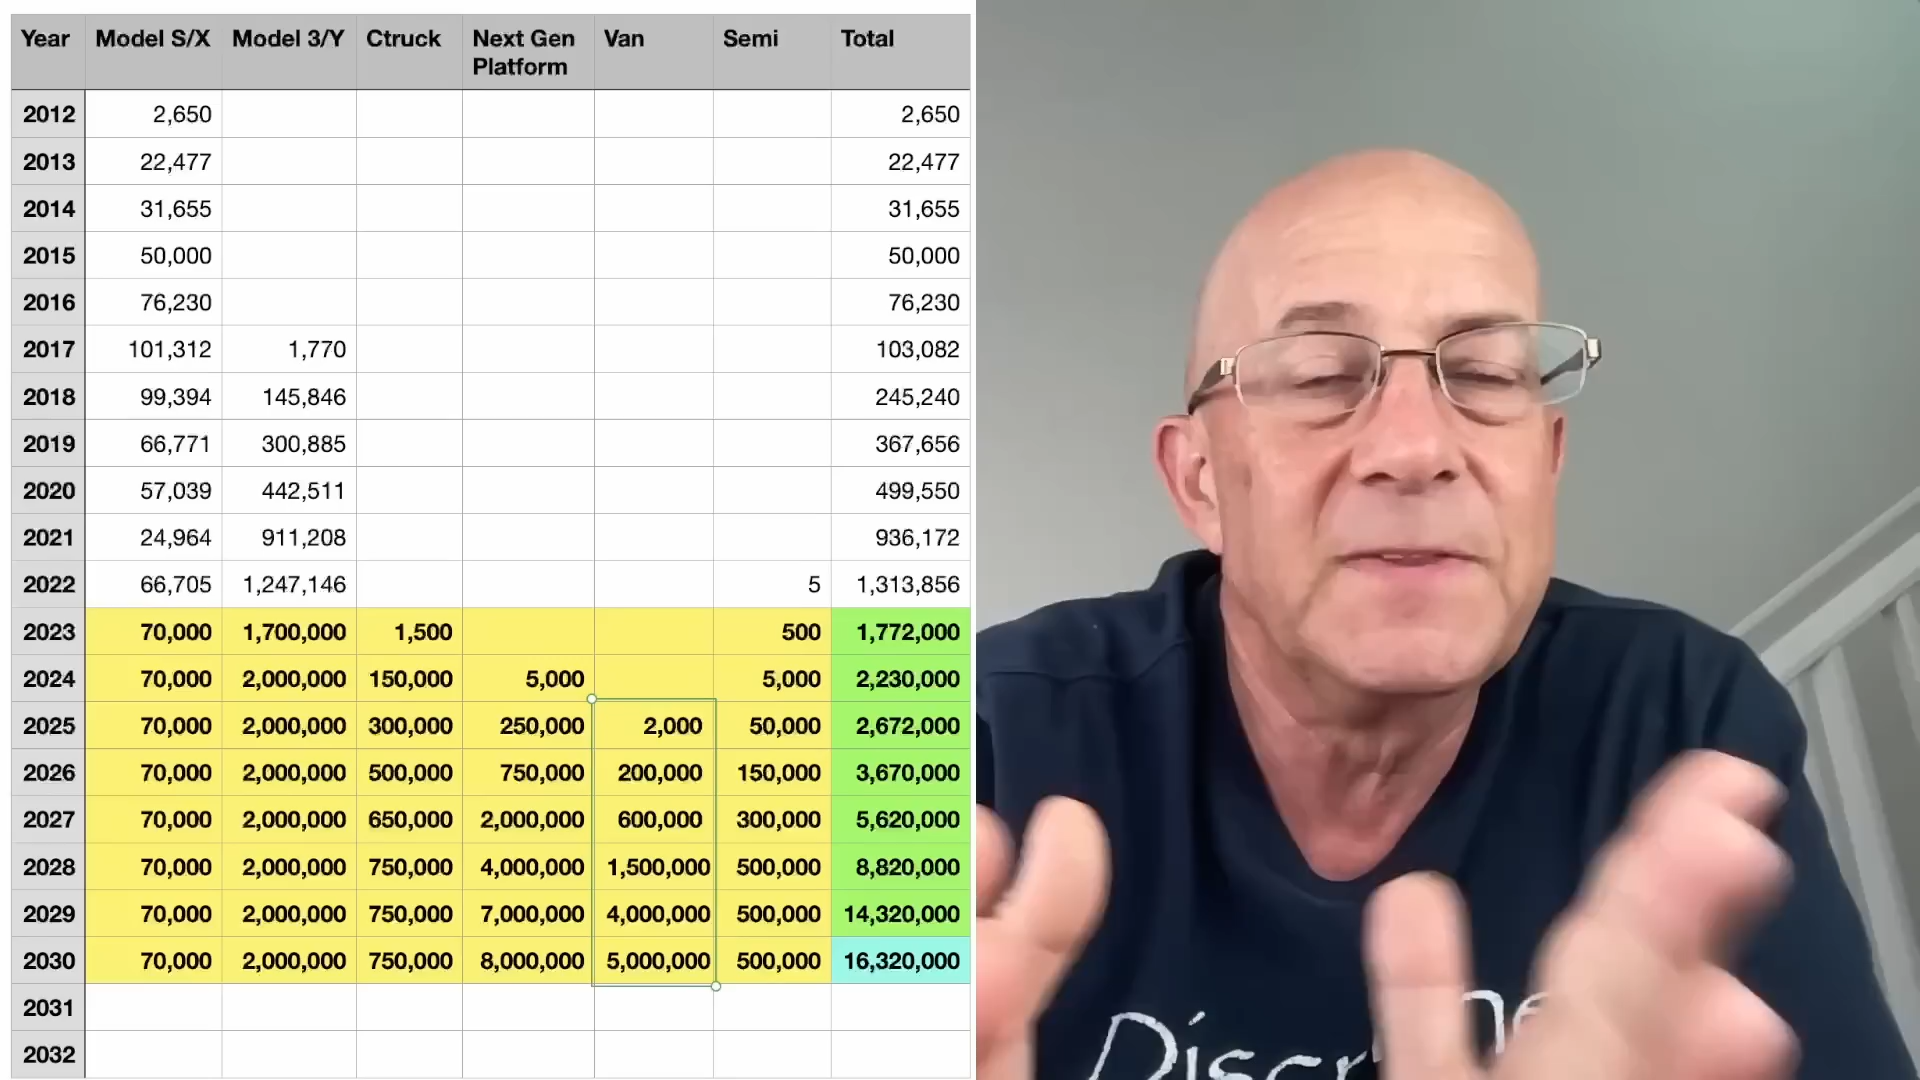 Year Model S/X Model 3/Y Ctruck Next Gen Van Semi Total
Platform
2012 2,650 2,650
2013 22,477 22,477
2014 31,655 31,655
2015 50,000 50,000
2016 76,230 76,230
2017 101,312 1,770 103,082
2018 99,394 145,846 245,240
2019 66,771 300,885 367,656
2020 57,039 442,511 499,550
2021 24,964 911,208 936,172
2022 66,705 1,247,146 5 1,313,856
2023 70,000 1,700,000 1,500 500 1,772,000
2024 70,000 2,000,000 150,000 5,000 5,000 2,230,000
2025 70,000 2,000,000 300,000 250,000 2,000 50,000 2,672,000
2026 70,000 2,000,000 500,000 750,000 200,000 150,000 3,670,000
2027 70,000 2,000,000 650,000 2,000,000 600,000 300,000 5,620,000
2028 70,000 2,000,000 750,000 4,000,000 1,500,000 500,000 8,820,000
2029 70,000 2,000,000 750,000 7,000,000 4,000,000 500,000 14,320,000
2030 70,000 2,000,000 750,000 8,000,000 5,000,000 500,000 16,320,000
2031
2032